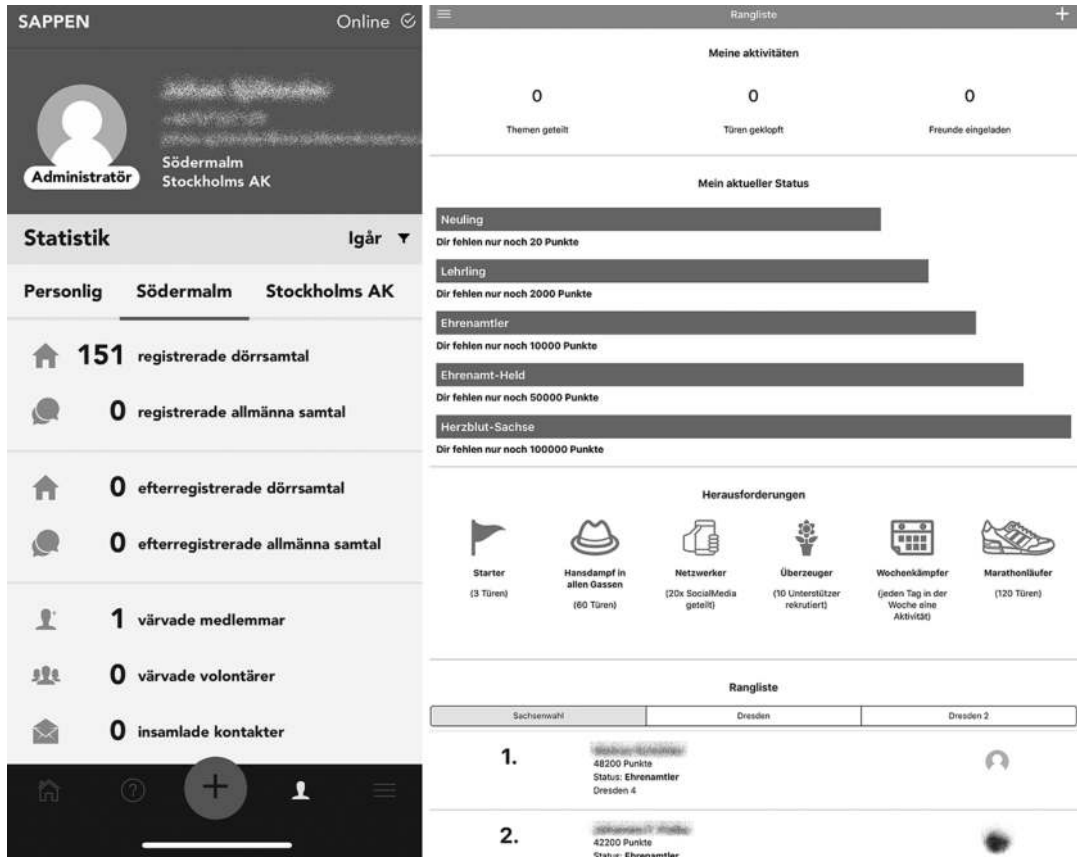 SAPPEN
Online
Södermalm
Stockholms AK
Administratör
Statistik
Igår
Personlig Södermalm Stockholms AK
151 registrerade dörrsamtal
0 registrerade allmänna samtal
0 efterregistrerade dörrsamtal
0 efterregistrerade allmänna samtal
1 värvade medlemmar
0 värvade volontärer
0 insamlade kontakter
Rangliste
Meine aktivitäten
0 0 0
Themen geteilt Türen geklopft Freunde eingeladen
Mein aktueller Status
Neuling
Dir fehlen nur noch 20 Punkte
Lehrling
Dir fehlen nur noch 2000 Punkte
Ehrenamtler
Dir fehlen nur noch 10000 Punkte
Ehrenamt-Held
Dir fehlen nur noch 50000 Punkte
Herzblut-Sachse
Dir fehlen nur noch 100000 Punkte
Herausforderungen
Starter
(3 Türen)
Hansdampf in
allen Gassen
(60 Türen)
Netzwerker
(20x SocialMedia
geteilt)
Überzeuger
(10 Unterstützer
rekrutiert)
Wochenkämpfer
(jeden Tag in der
Woche eine
Aktivität)
Marathonläufer
(120 Türen)
Rangliste
Sachsenwahl Dresden Dresden 2
1.
48200 Punkte
Status: Ehrenamtler
Dresden 4
2.
42200 Punkte
Status: Ehrenamtler